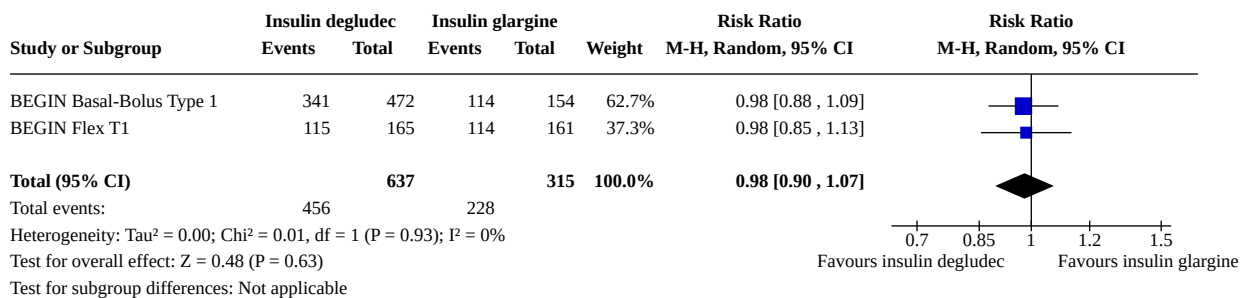 Insulin degludec Insulin glargine Risk Ratio Risk Ratio
Study or Subgroup Events Total Events Total Weight M-H, Random, 95% CI M-H, Random, 95% CI
BEGIN Basal-Bolus Type 1 341 472 114 154 62.7% 0.98 [0.88 , 1.09]
BEGIN Flex T1 115 165 114 161 37.3% 0.98 [0.85 , 1.13]
Total (95% CI) 637 315 100.0% 0.98 [0.90 , 1.07]
Total events: 456 228
Heterogeneity: Tau² = 0.00; Chi² = 0.01, df = 1 (P = 0.93); I² = 0%
0.7 0.85 1 1.2 1.5
Test for overall effect: Z = 0.48 (P = 0.63) Favours insulin degludec Favours insulin glargine
Test for subgroup differences: Not applicable